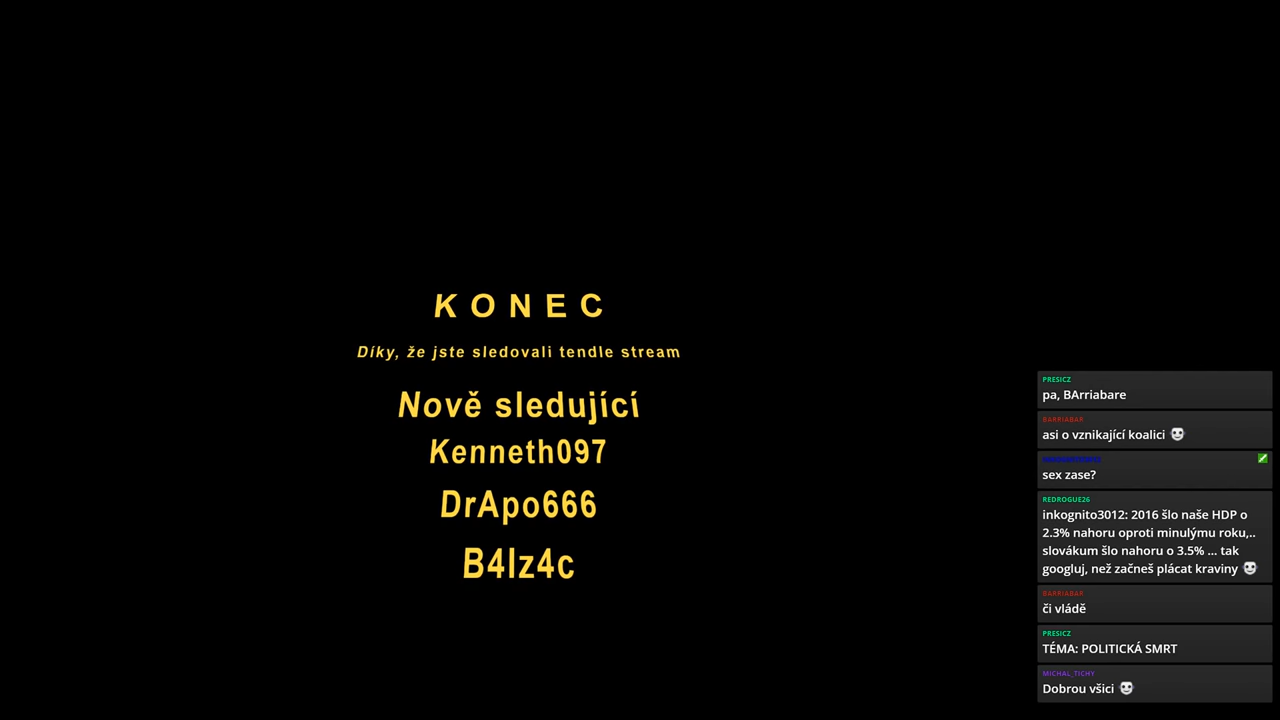 K O N E C
Díky, že jste sledovali tendle stream
Nově sledující
Kenneth097
DrApo666
B4lz4c
PRESICZ
pa, BArriabare
BARRIABAR
asi o vznikající koalici
sex zase?
REDROGUE26
inkognito3012: 2016 šlo naše HDP o
2.3% nahoru oproti minulýmu roku,..
slovákum šlo nahoru o 3.5% ... tak
googluj, než začneš plácat kraviny
BARRIABAR
či vládě
PRESICZ
TÉMA: POLITICKÁ SMRT
MICHAL_TICHY
Dobrou všici